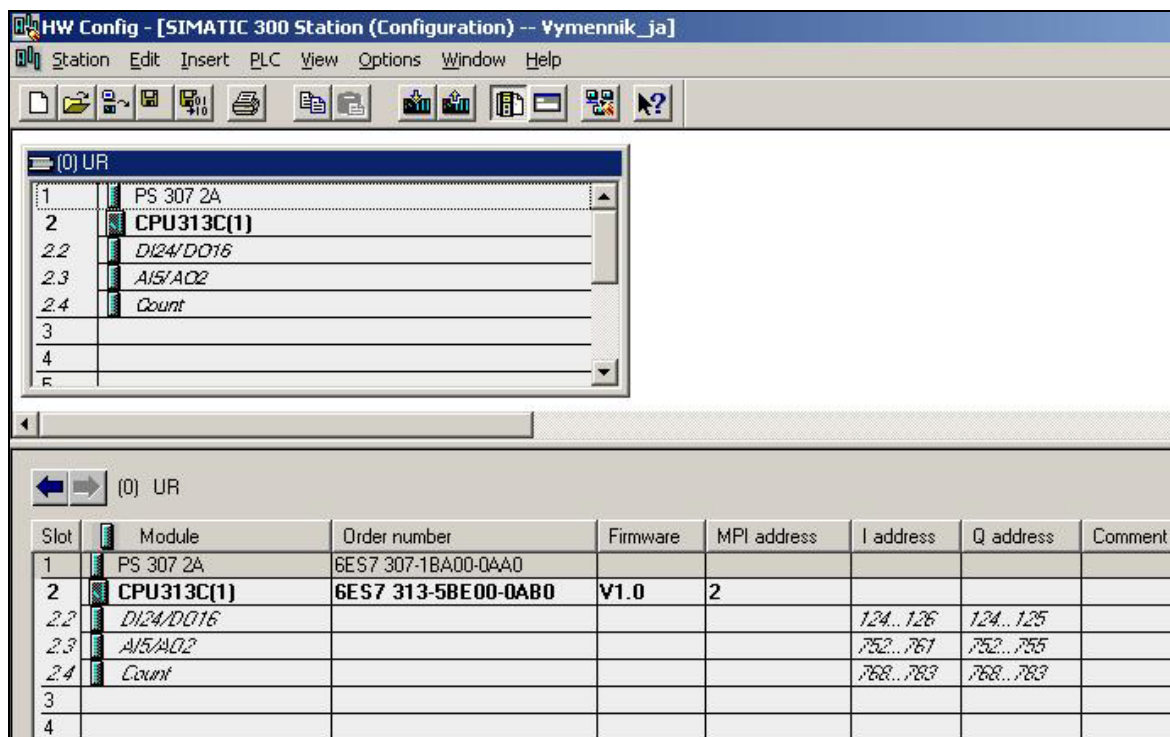 HW Config - [SIMATIC 300 Station (Configuration) -- Vymennik_ja]
Station Edit Insert PLC View Options Window Help
(0) UR
1 PS 307 2A
2 CPU313C(1)
2.2 DI24/DO16
2.3 AI5/AO2
2.4 Count
3
4
5
(0) UR
Slot Module Order number Firmware MPI address I address Q address Comment
1 PS 307 2A 6ES7 307-1BA00-0AA0
2 CPU313C(1) 6ES7 313-5BE00-0AB0 V1.0 2
2.2 DI24/DO16 124...126 124...125
2.3 AI5/AO2 752...761 752...755
2.4 Count 768...783 768...783
3
4